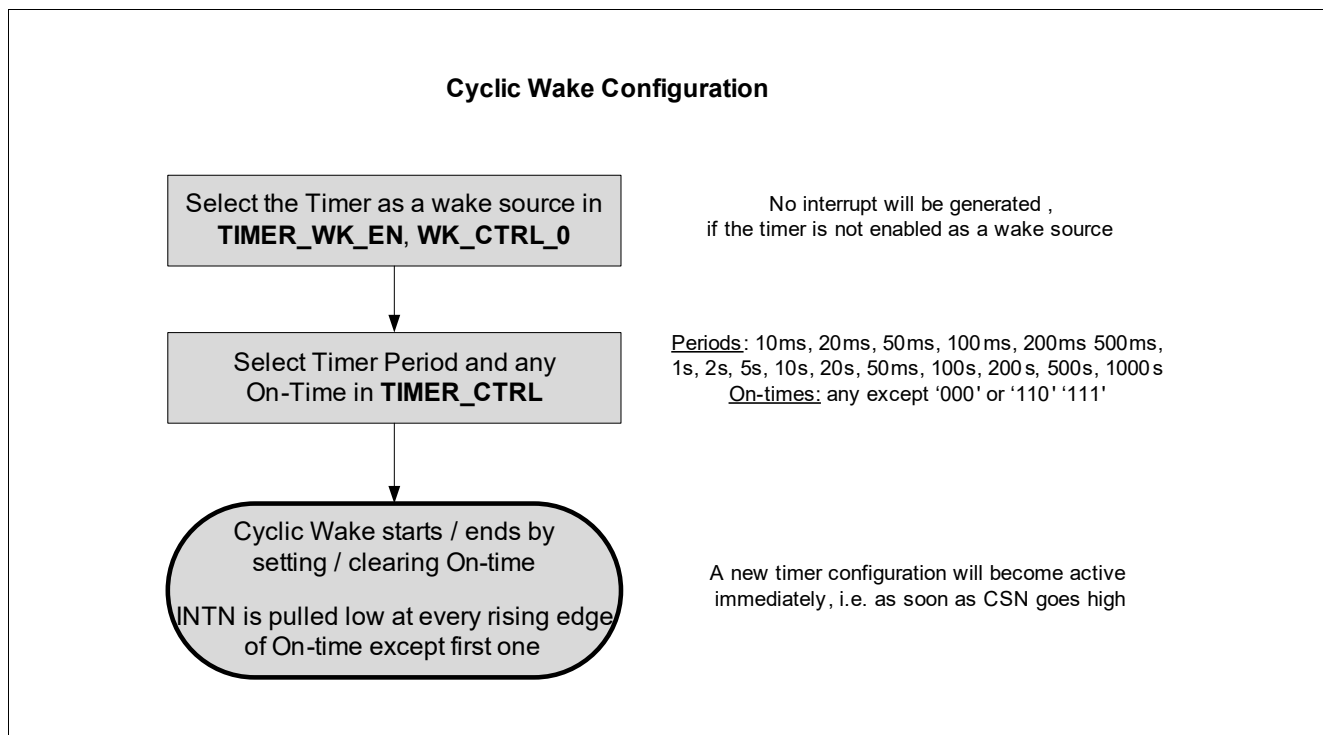 Cyclic Wake Configuration
Select the Timer as a wake source in
TIMER_WK_EN, WK_CTRL_0
No interrupt will be generated ,
if the timer is not enabled as a wake source
Select Timer Period and any
On-Time in TIMER_CTRL
Periods: 10ms, 20ms, 50ms, 100ms, 200ms 500ms,
1s, 2s, 5s, 10s, 20s, 50ms, 100s, 200s, 500s, 1000s
On-times: any except ‘000' or ‘110' ‘111'
Cyclic Wake starts / ends by
setting / clearing On-time
INTN is pulled low at every rising edge
of On-time except first one
A new timer configuration will become active
immediately, i.e. as soon as CSN goes high